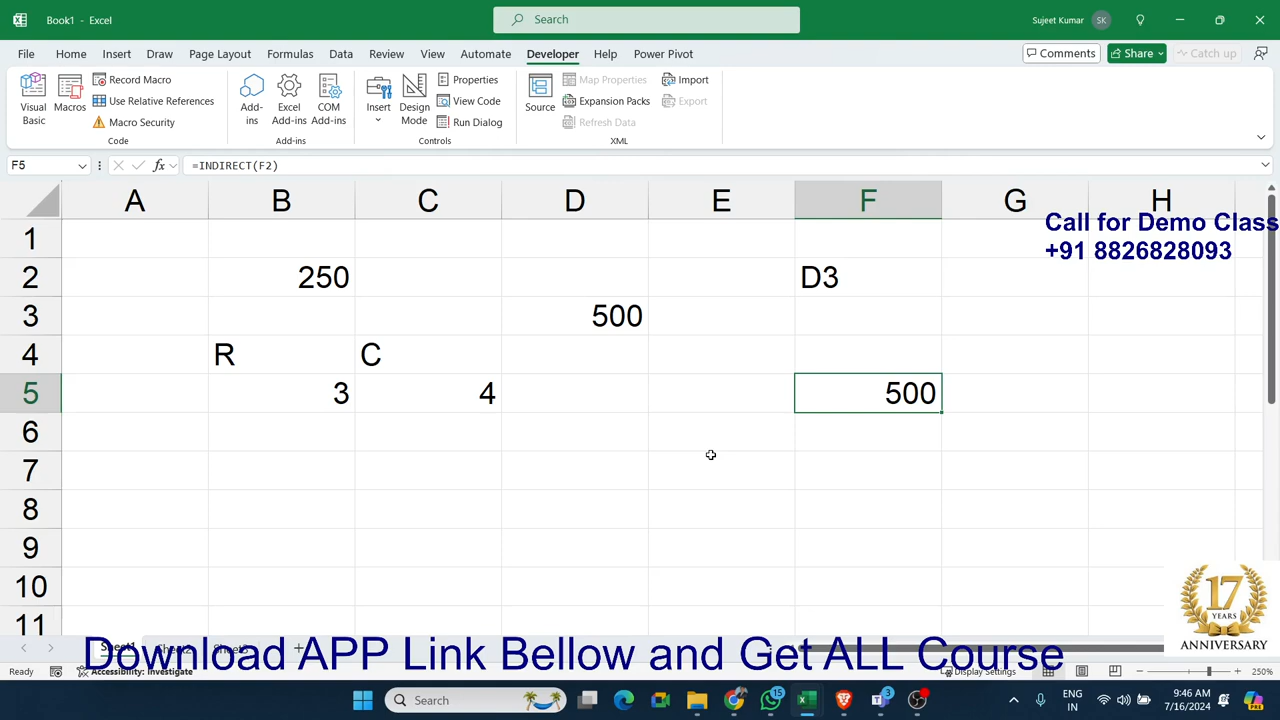 Book1 - Excel
Search
Sujeet Kumar
SK
File Home Insert Draw Page Layout Formulas Data Review View Automate Developer Help Power Pivot
Comments
Share
Catch up
Visual Basic
Macros
Record Macro
Use Relative References
Macro Security
Code
Add-ins
Excel Add-ins
COM Add-ins
Add-ins
Insert
Design Mode
Properties
View Code
Run Dialog
Controls
Source
Map Properties
Expansion Packs
Refresh Data
Import
Export
XML
F5
fx
=INDIRECT(F2)
A B C D E F G H
1
2 250 D3
3 500
4 R C
5 3 4 500
6
7
8
9
10
11
Call for Demo Class
+91 8826828093
17
YEARS
ANNIVERSARY
Sheet1
Download APP Link Bellow and Get ALL Course
Ready
Accessibility: Investigate
Display Settings
250%
Search
15
3
ENG
IN
9:46 AM
7/16/2024